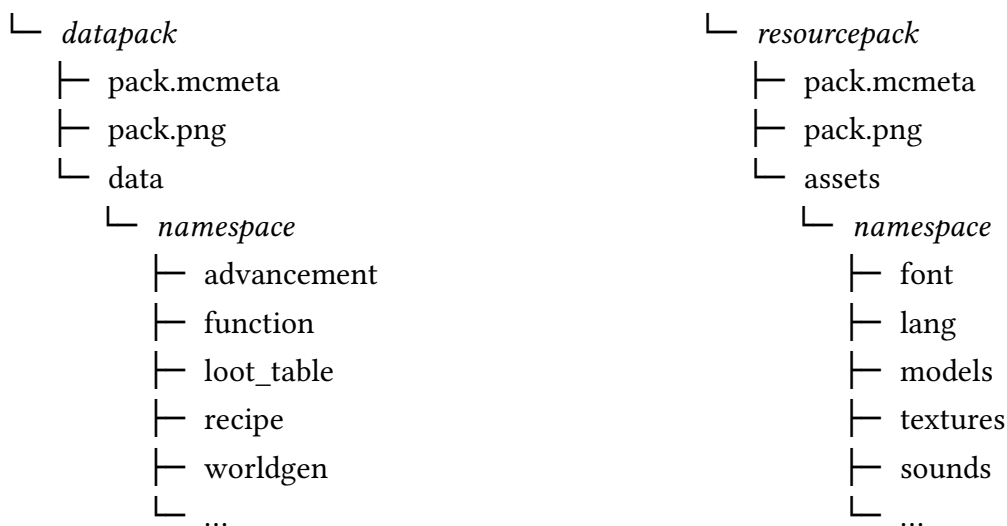 └─ datapack
├─ pack.mcmeta
├─ pack.png
└─ data
└─ namespace
├─ advancement
├─ function
├─ loot_table
├─ recipe
├─ worldgen
└─ ...
└─ resourcepack
├─ pack.mcmeta
├─ pack.png
└─ assets
└─ namespace
├─ font
├─ lang
├─ models
├─ textures
├─ sounds
└─ ...